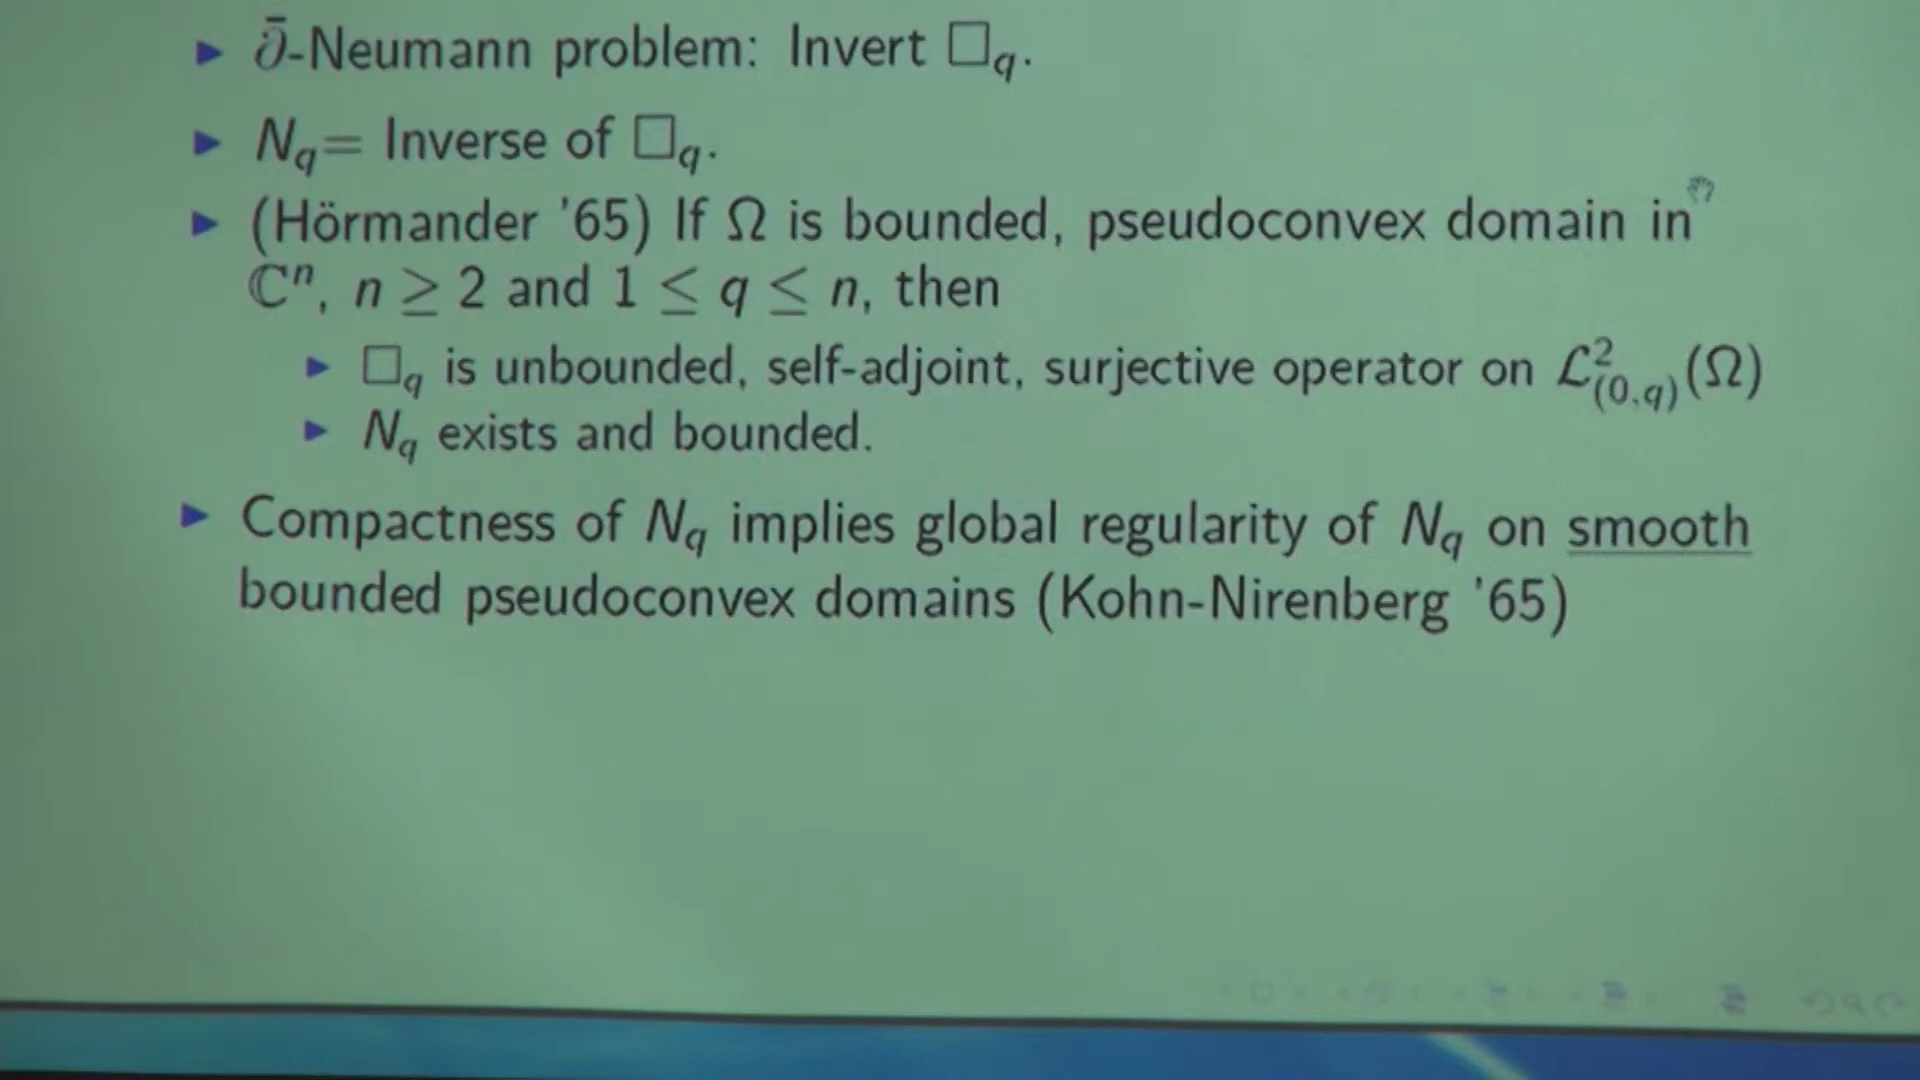 ▶ ∂̄-Neumann problem: Invert □_q.
▶ N_q= Inverse of □_q.
▶ (Hörmander '65) If Ω is bounded, pseudoconvex domain in
ℂⁿ, n ≥ 2 and 1 ≤ q ≤ n, then
▶ □_q is unbounded, self-adjoint, surjective operator on ℒ²_(0,q)(Ω)
▶ N_q exists and bounded.
▶ Compactness of N_q implies global regularity of N_q on smooth
bounded pseudoconvex domains (Kohn-Nirenberg '65)